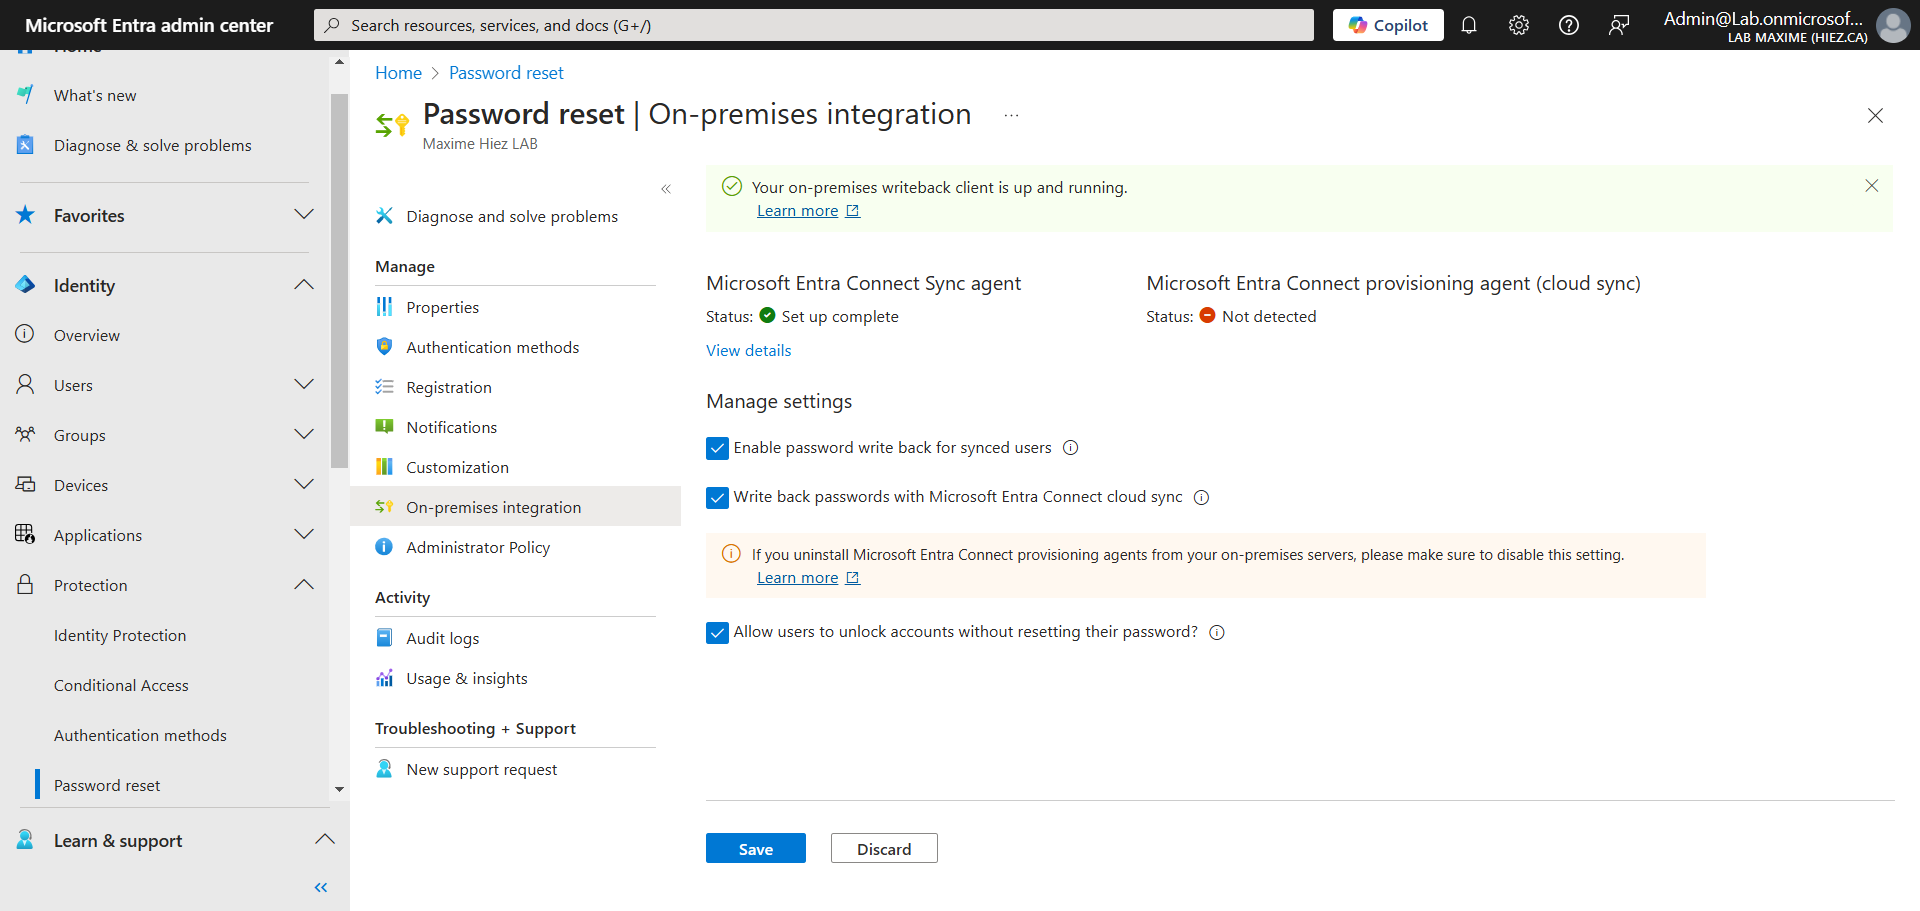 Microsoft Entra admin center
Search resources, services, and docs (G+/)
Copilot
Admin@Lab.onmicrosof...
LAB MAXIME (HIEZ.CA)
Home
What's new
Diagnose & solve problems
Favorites
Identity
Overview
Users
Groups
Devices
Applications
Protection
Identity Protection
Conditional Access
Authentication methods
Password reset
Learn & support
Home > Password reset
Password reset | On-premises integration ...
Maxime Hiez LAB
Diagnose and solve problems
Manage
Properties
Authentication methods
Registration
Notifications
Customization
On-premises integration
Administrator Policy
Activity
Audit logs
Usage & insights
Troubleshooting + Support
New support request
Your on-premises writeback client is up and running.
Learn more
Microsoft Entra Connect Sync agent
Status: Set up complete
View details
Microsoft Entra Connect provisioning agent (cloud sync)
Status: Not detected
Manage settings
Enable password write back for synced users
Write back passwords with Microsoft Entra Connect cloud sync
If you uninstall Microsoft Entra Connect provisioning agents from your on-premises servers, please make sure to disable this setting.
Learn more
Allow users to unlock accounts without resetting their password?
Save
Discard